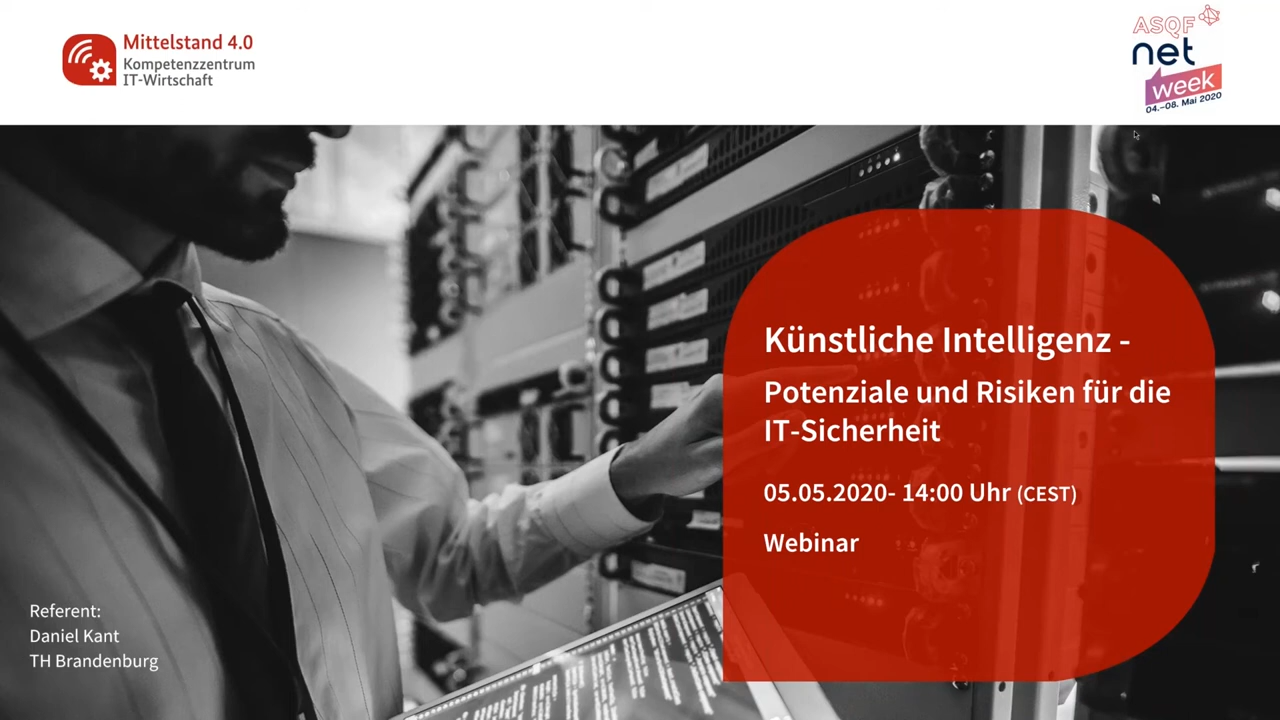 Mittelstand 4.0
Kompetenzzentrum
IT-Wirtschaft
ASQF
net
week
04.–08. Mai 2020
Künstliche Intelligenz -
Potenziale und Risiken für die
IT-Sicherheit
05.05.2020- 14:00 Uhr (CEST)
Webinar
Referent:
Daniel Kant
TH Brandenburg